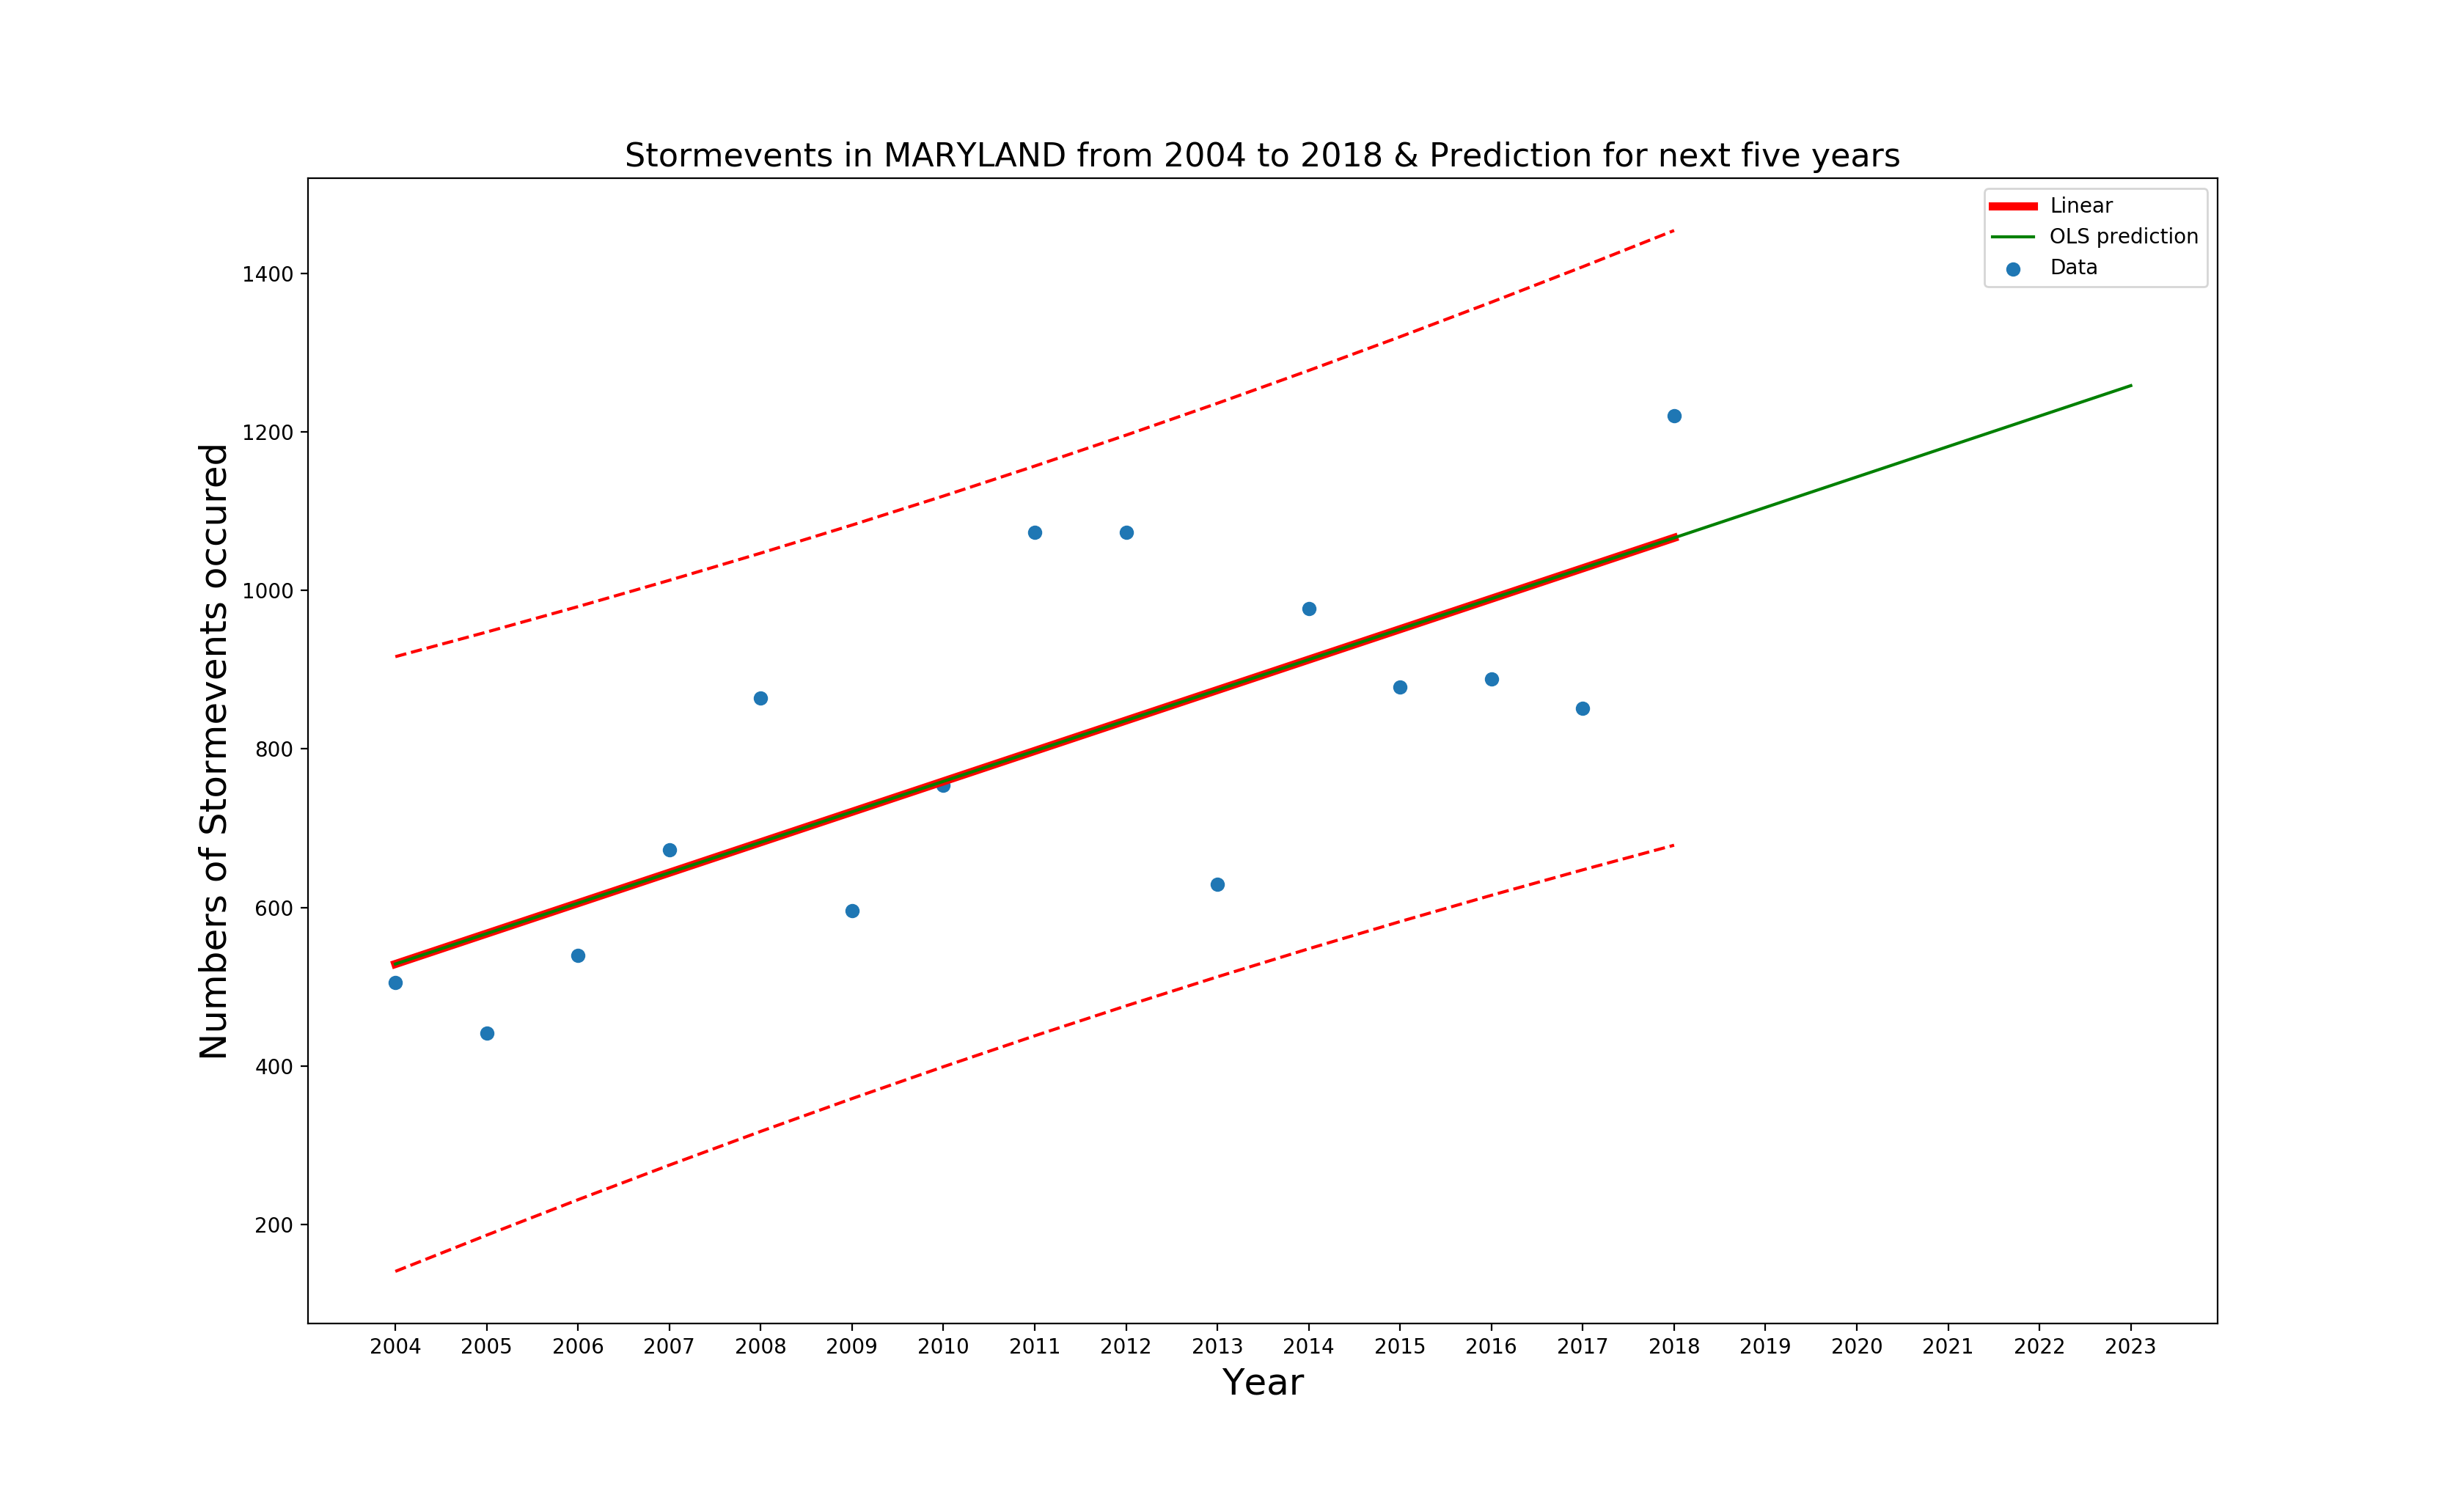 Stormevents in MARYLAND from 2004 to 2018 & Prediction for next five years
Linear
OLS prediction
Data
Numbers of Stormevents occured
1400
1200
1000
800
600
400
200
2004 2005 2006 2007 2008 2009 2010 2011 2012 2013 2014 2015 2016 2017 2018 2019 2020 2021 2022 2023
Year